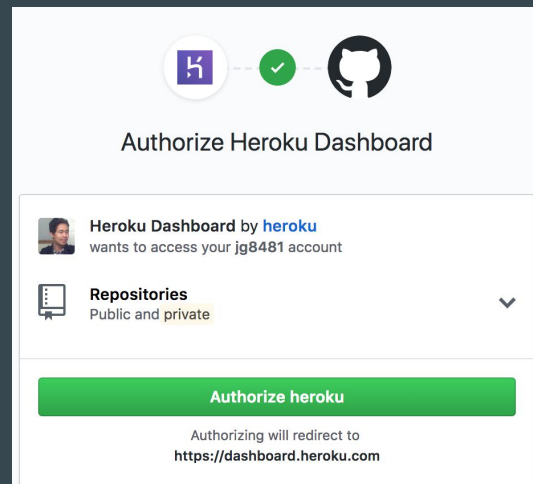 Authorize Heroku Dashboard
Heroku Dashboard by heroku
wants to access your jg8481 account
Repositories
Public and private
Authorize heroku
Authorizing will redirect to
https://dashboard.heroku.com